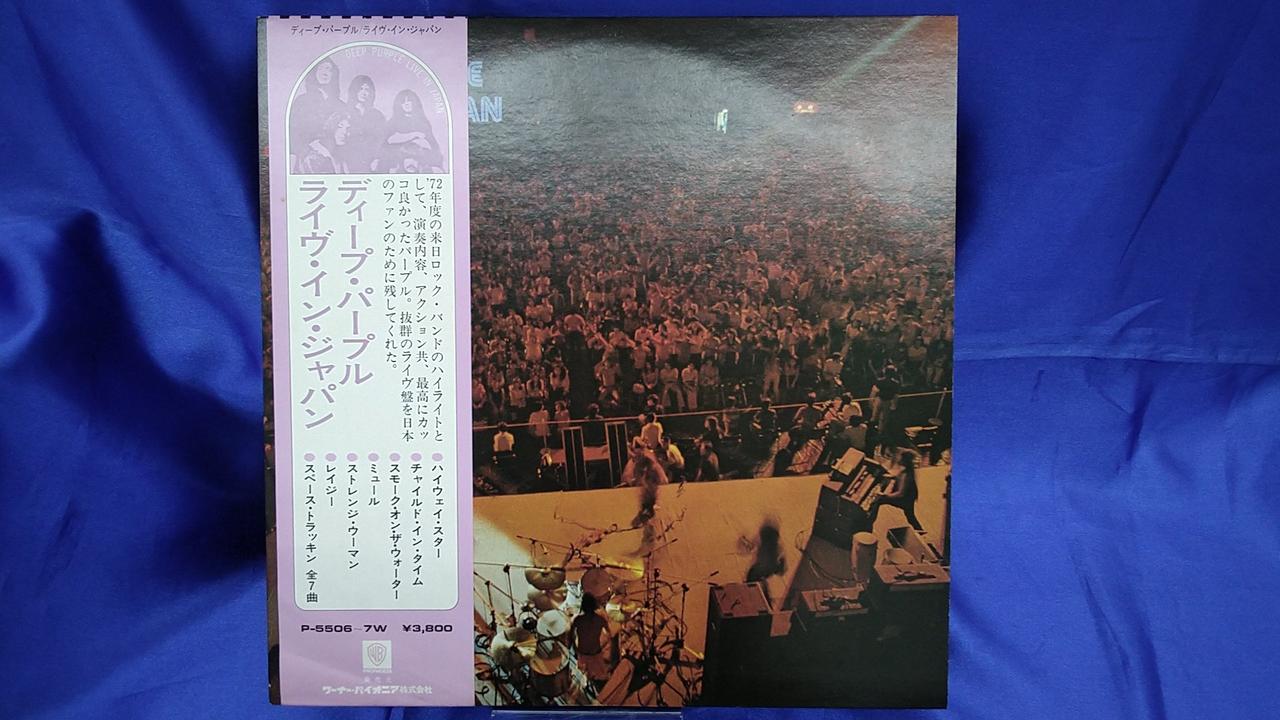 ディープ・パープル/ライヴ・イン・ジャパン
DEEP PURPLE LIVE IN JAPAN
'72年度の来日ロック・バンドのハイライトと
して、演奏内容、アクション共、最高にカッ
コ良かったパープル。抜群のライヴ盤を日本
のファンのために残してくれた。
ディープ・パープル
ライヴ・イン・ジャパン
●ハイウェイ・スター
●チャイルド・イン・タイム
●スモーク・オン・ザ・ウォーター
●ミュール
●ストレンジ・ウーマン
●レイジー
●スペース・トラッキン 全7曲
P-5506~7W ¥3,800
ワーナー・パイオニア株式会社
E
AN